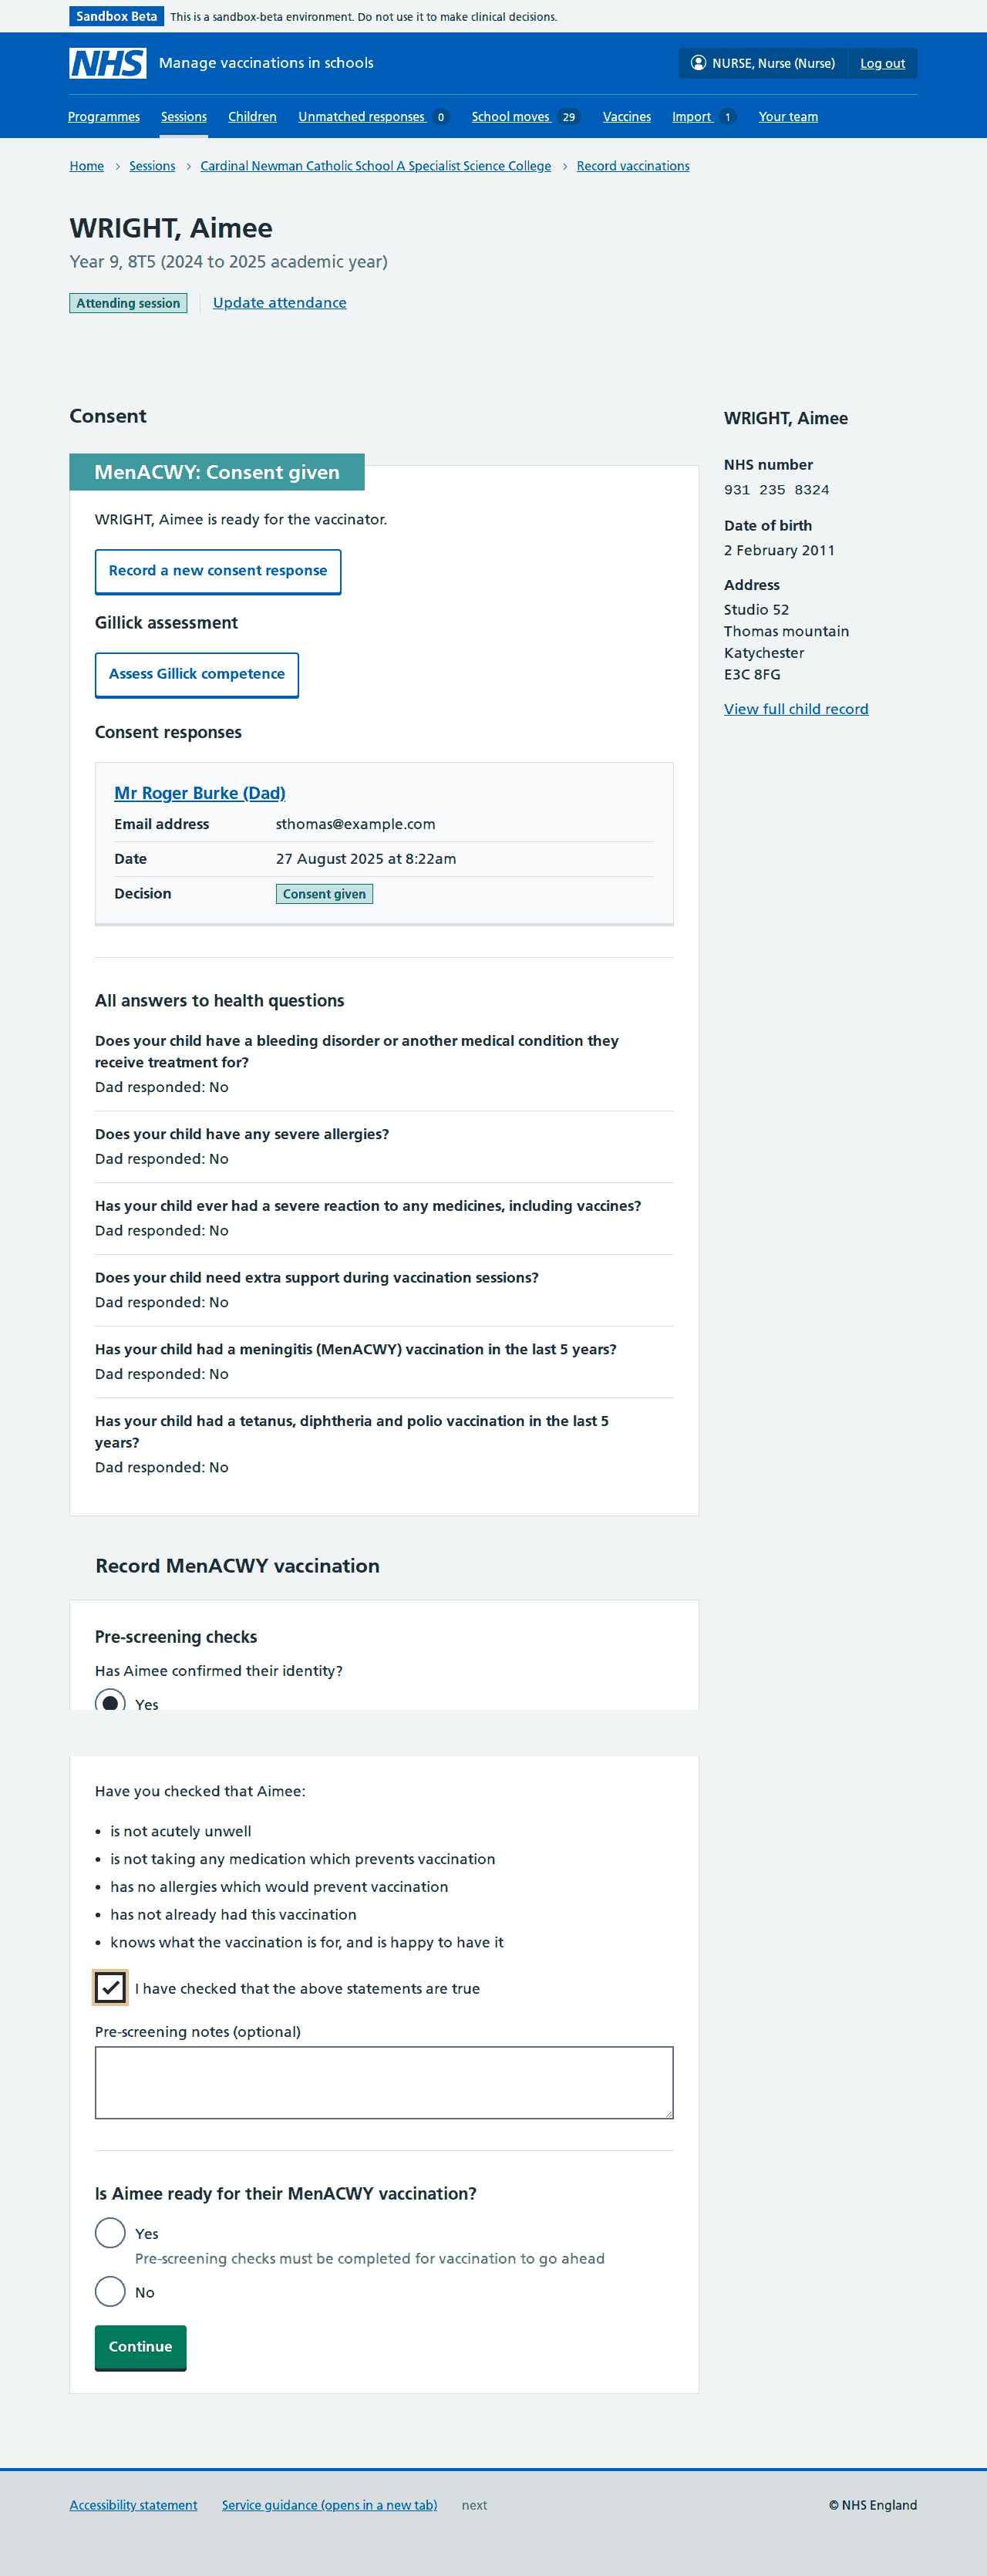 Sandbox Beta This is a sandbox-beta environment. Do not use it to make clinical decisions.
NHS Manage vaccinations in schools NURSE, Nurse (Nurse) Log out
Programmes Sessions Children Unmatched responses 0 School moves 29 Vaccines Import 1 Your team
Home Sessions Cardinal Newman Catholic School A Specialist Science College Record vaccinations
WRIGHT, Aimee
Year 9, 8T5 (2024 to 2025 academic year)
Attending session Update attendance
Consent
MenACWY: Consent given
WRIGHT, Aimee is ready for the vaccinator.
Record a new consent response
Gillick assessment
Assess Gillick competence
Consent responses
Mr Roger Burke (Dad)
Email address sthomas@example.com
Date 27 August 2025 at 8:22am
Decision Consent given
All answers to health questions
Does your child have a bleeding disorder or another medical condition they
receive treatment for?
Dad responded: No
Does your child have any severe allergies?
Dad responded: No
Has your child ever had a severe reaction to any medicines, including vaccines?
Dad responded: No
Does your child need extra support during vaccination sessions?
Dad responded: No
Has your child had a meningitis (MenACWY) vaccination in the last 5 years?
Dad responded: No
Has your child had a tetanus, diphtheria and polio vaccination in the last 5
years?
Dad responded: No
WRIGHT, Aimee
NHS number
931 235 8324
Date of birth
2 February 2011
Address
Studio 52
Thomas mountain
Katychester
E3C 8FG
View full child record
Record MenACWY vaccination
Pre-screening checks
Has Aimee confirmed their identity?
Yes
Have you checked that Aimee:
• is not acutely unwell
• is not taking any medication which prevents vaccination
• has no allergies which would prevent vaccination
• has not already had this vaccination
• knows what the vaccination is for, and is happy to have it
I have checked that the above statements are true
Pre-screening notes (optional)
Is Aimee ready for their MenACWY vaccination?
Yes
Pre-screening checks must be completed for vaccination to go ahead
No
Continue
Accessibility statement Service guidance (opens in a new tab) next © NHS England